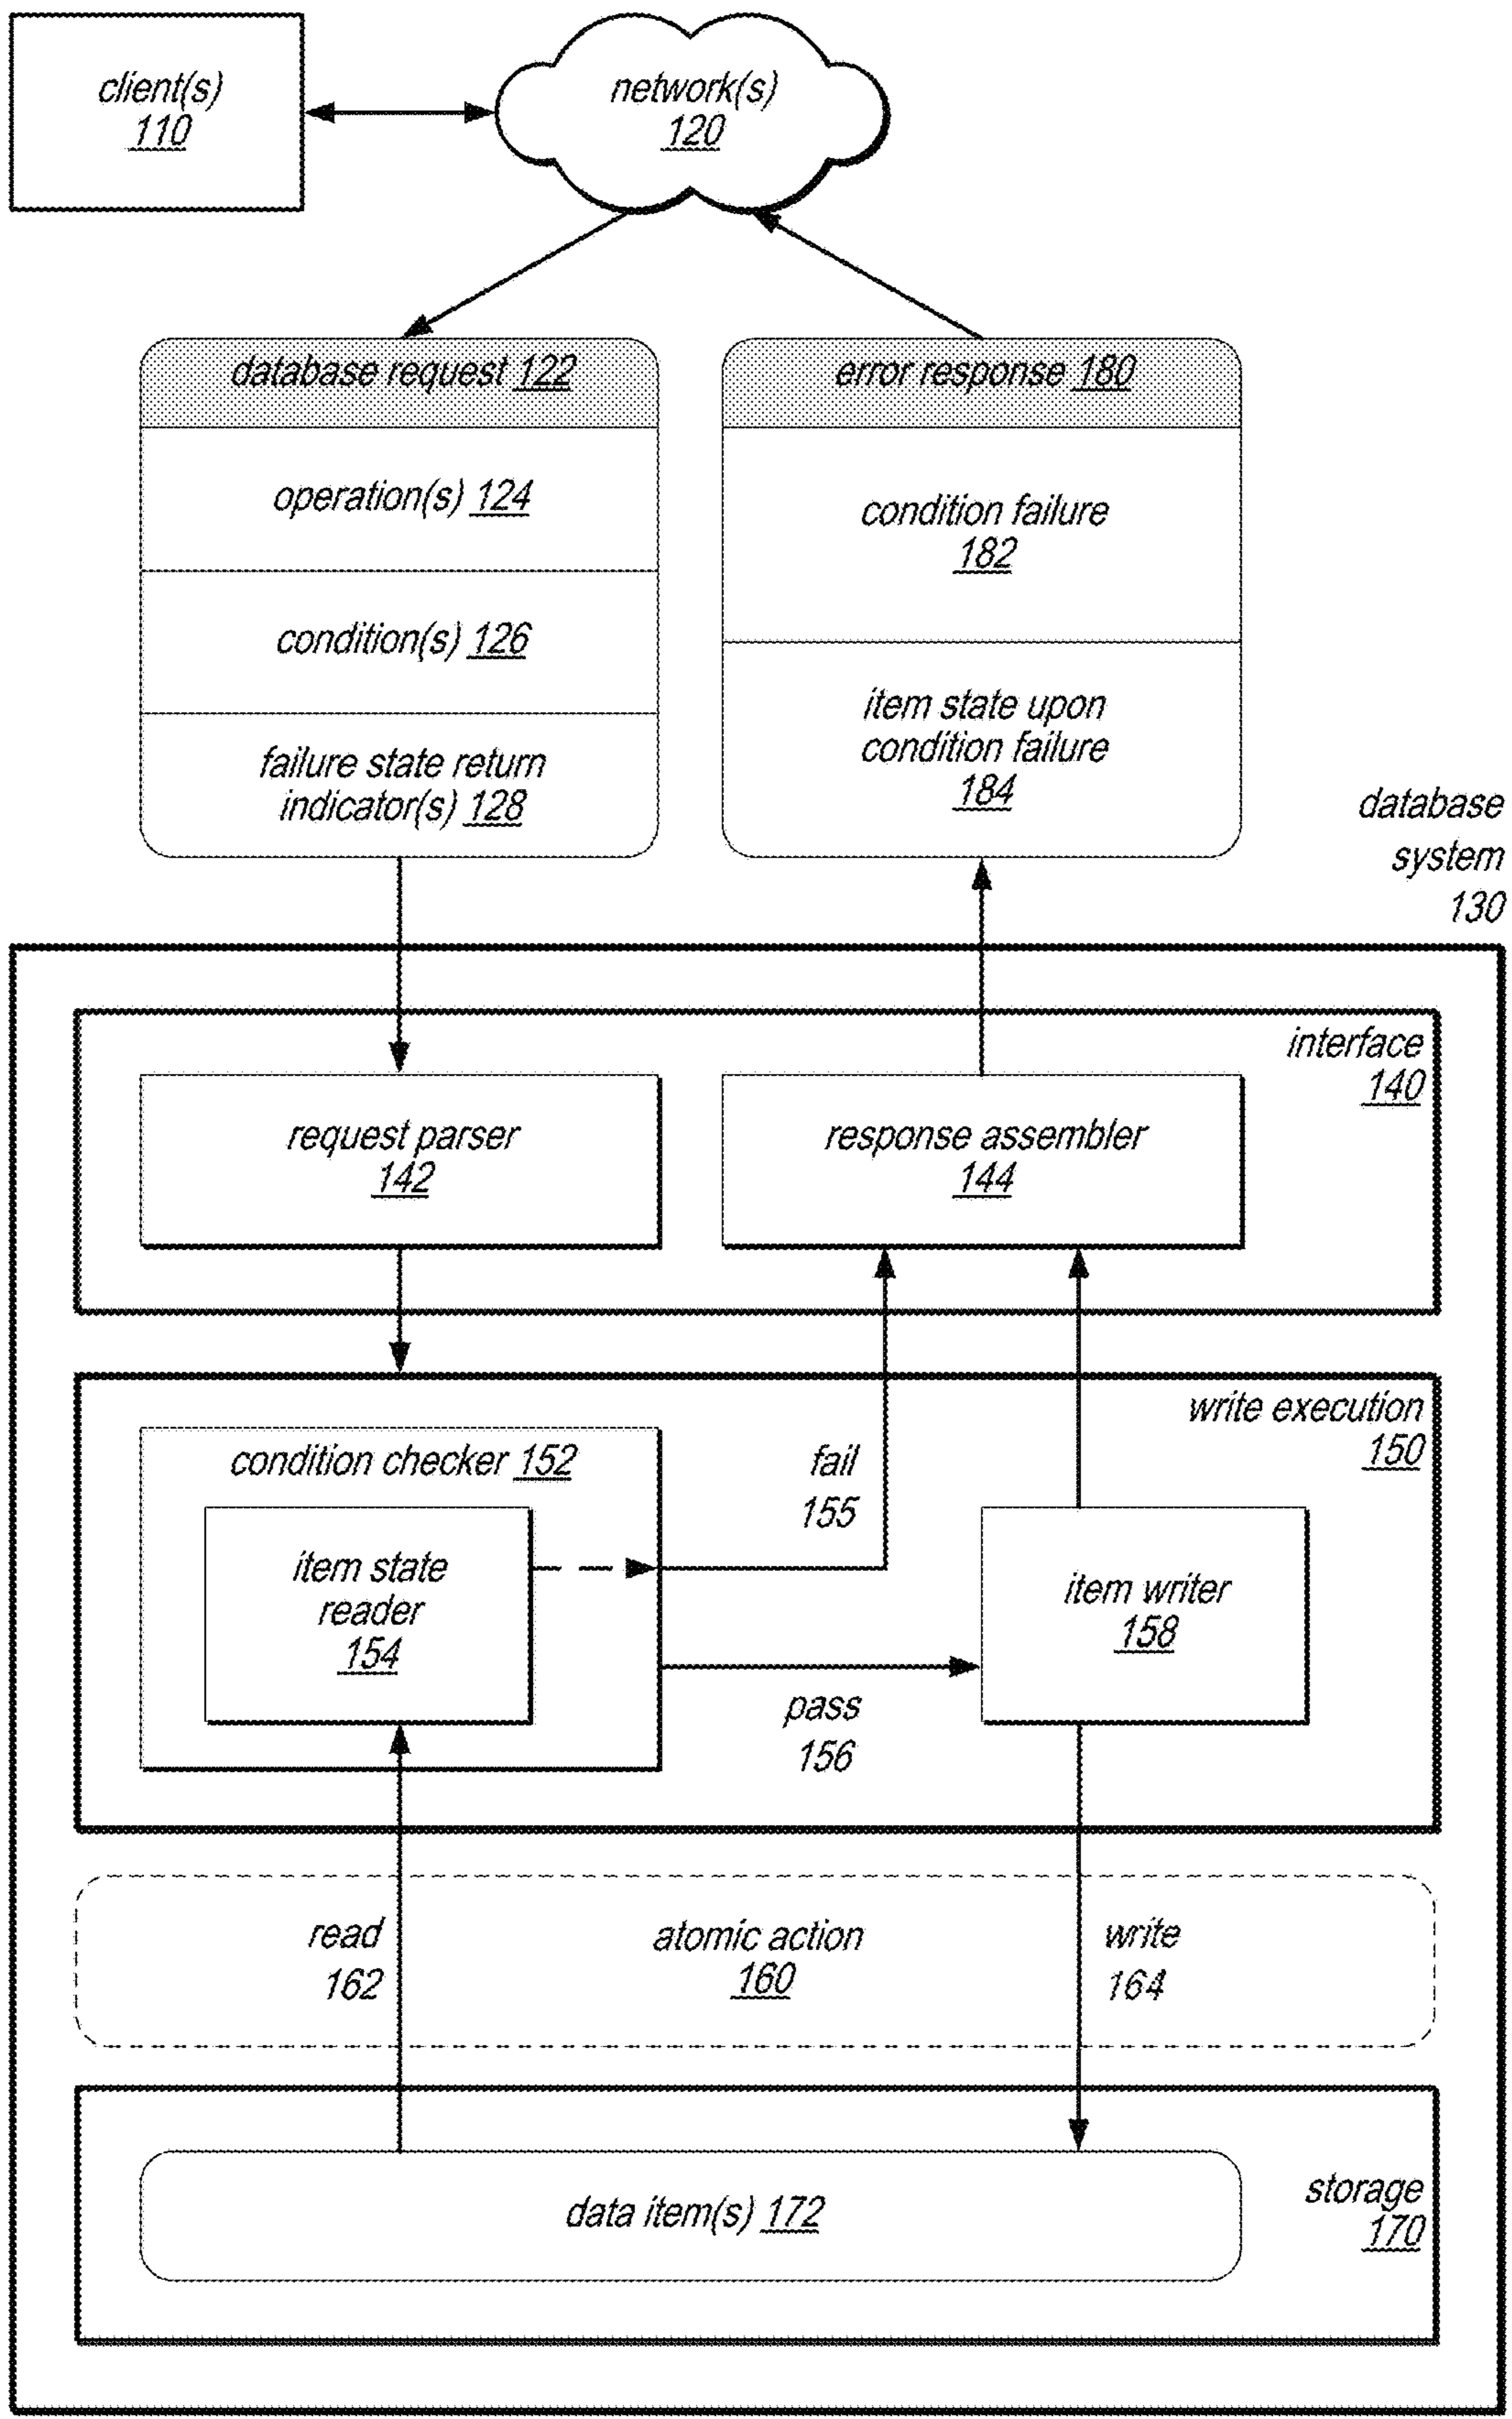 client(s)
110
network(s)
120
database request 122
operation(s) 124
condition(s) 126
failure state return
indicator(s) 128
error response 180
condition failure
182
item state upon
condition failure
184
database
system
130
interface
140
request parser
142
response assembler
144
write execution
150
condition checker 152
item state
reader
154
fail
155
pass
156
item writer
158
read
162
atomic action
160
write
164
data item(s) 172
storage
170